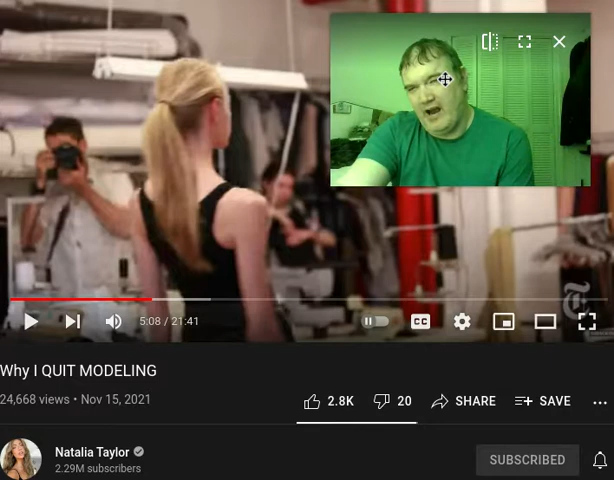 CC
5:08 / 21:41
Why I QUIT MODELING
24,668 views • Nov 15, 2021
2.8K
20
SHARE
SAVE
Natalia Taylor
2.29M subscribers
SUBSCRIBED